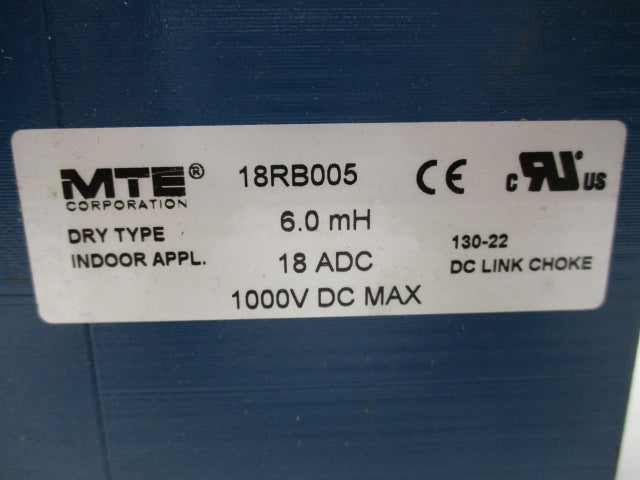 MTE® 18RB005 CE c RU US
CORPORATION
DRY TYPE 6.0 mH 130-22
INDOOR APPL. 18 ADC DC LINK CHOKE
1000V DC MAX